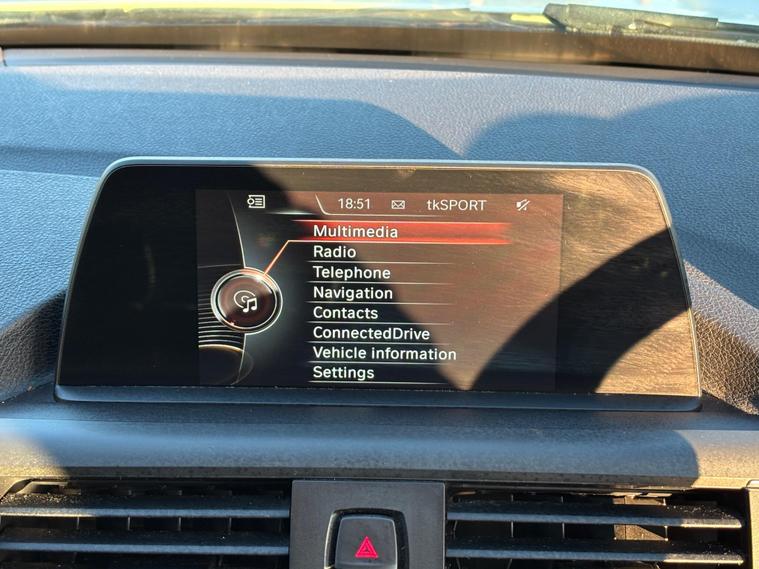 18:51 tkSPORT
Multimedia
Radio
Telephone
Navigation
Contacts
ConnectedDrive
Vehicle information
Settings